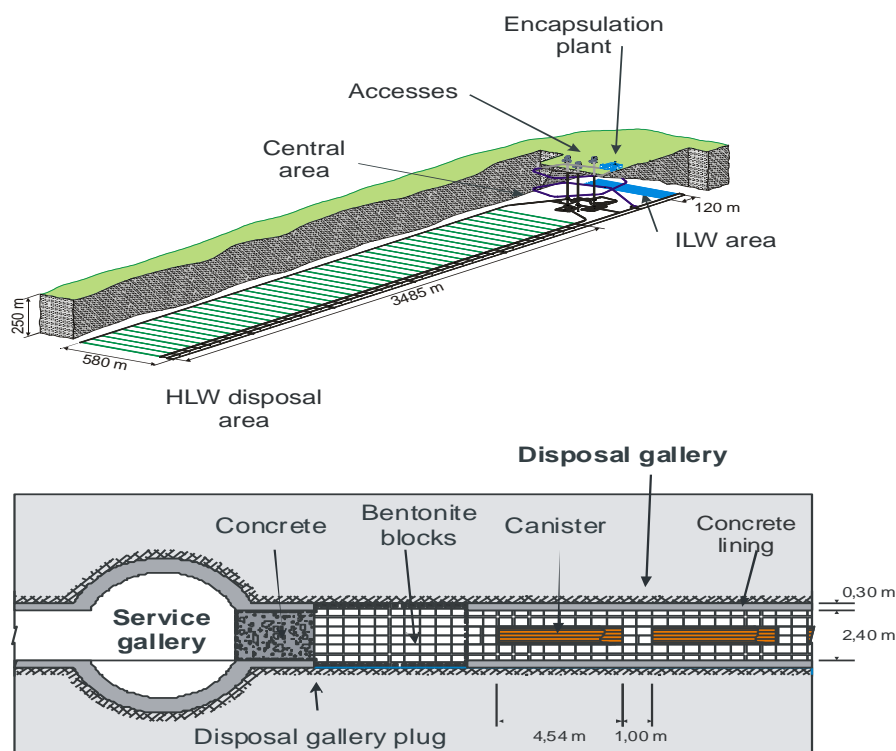 Encapsulation
plant
Accesses
Central
area
120 m
ILW area
3485 m
250 m
580 m
HLW disposal
area
Disposal gallery
Concrete
Bentonite
blocks
Canister
Concrete
lining
0,30 m
Service
gallery
2,40 m
4,54 m
1,00 m
Disposal gallery plug